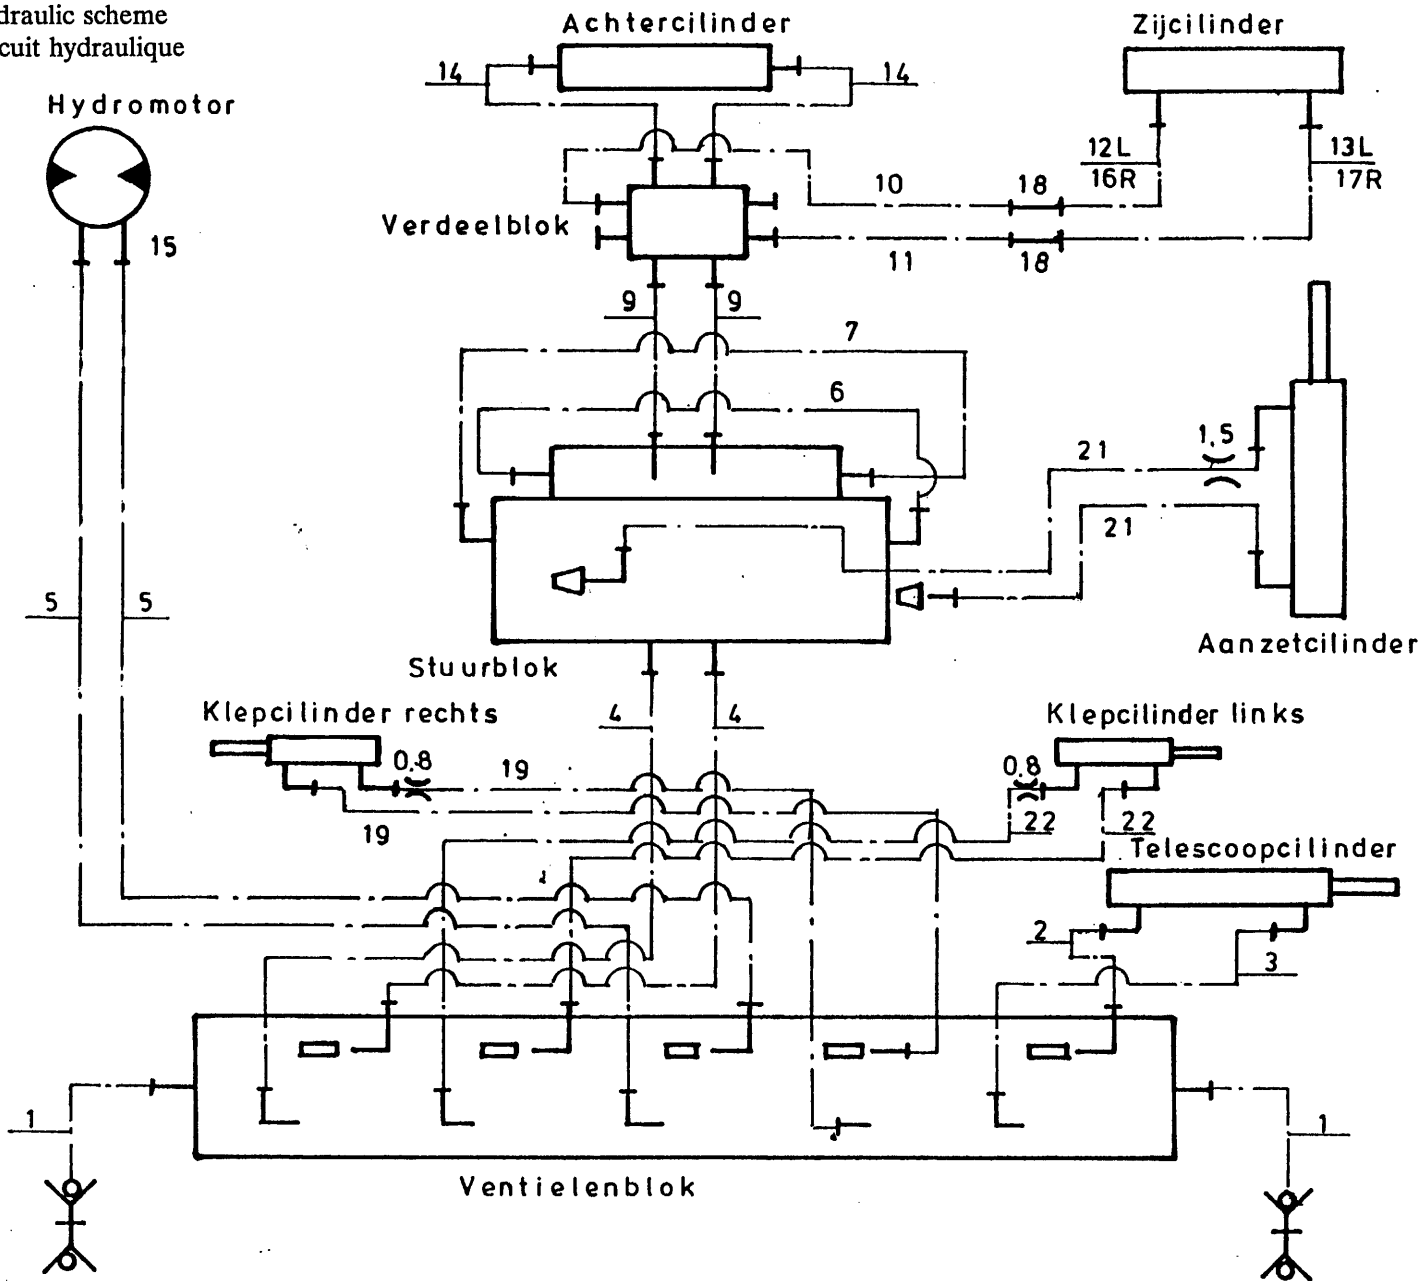 draulic scheme
cuit hydraulique
Achtercilinder
Zijcilinder
14
14
Hydromotor
12L
16R
13L
17R
10
18
Verdeelblok
15
11
18
9
9
7
6
1,5
21
21
5
5
Aanzetcilinder
Stuurblok
Klepcilinder rechts
4
4
Klepcilinder links
0,8
19
0,8
19
22
22
Telescoopcilinder
2
3
1
1
Ventielenblok